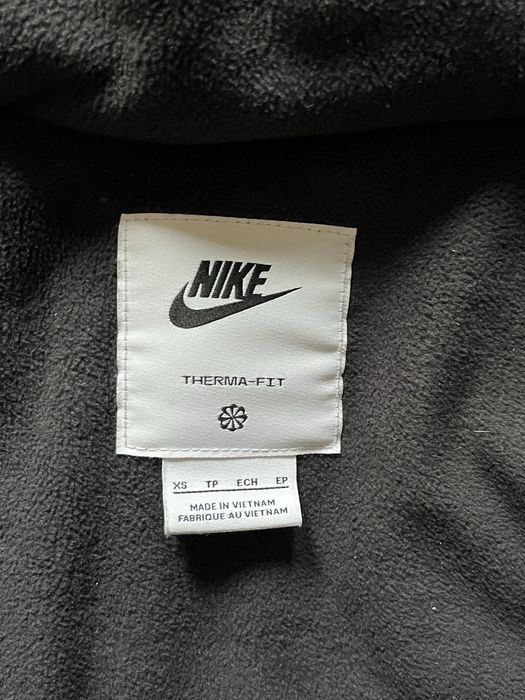 NIKE
THERMA-FIT
XS TP ECH EP
MADE IN VIETNAM
FABRIQUE AU VIETNAM